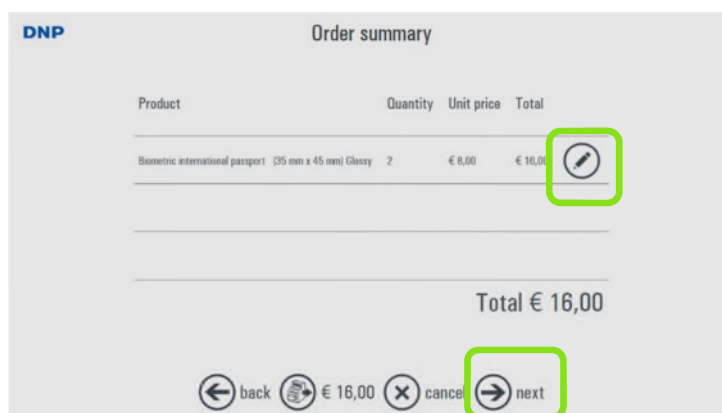 DNP
Order summary
Product Quantity Unit price Total
Biometric international passport (35 mm x 45 mm) Glossy 2 € 8,00 € 16,00
Total € 16,00
back € 16,00 cancel next